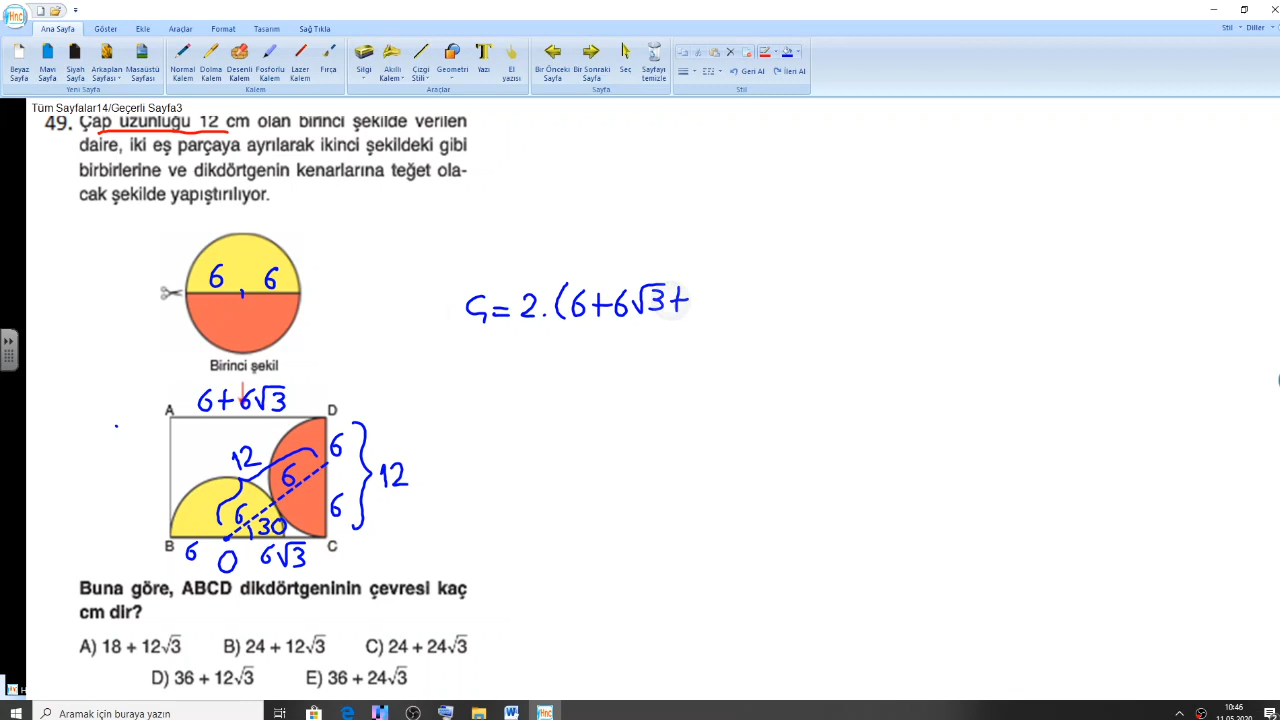 Stil Diller
Ana Sayfa Göster Ekle Araçlar Format Tasarım Sağ Tıkla
Beyaz Sayfa Mavi Sayfa Siyah Sayfa Arkaplan Sayfası Masaüstü Sayfası Normal Kalem Dolma Kalem Desenli Kalem Fosforlu Kalem Lazer Kalem Fırça Silgi Akıllı Kalem Çizgi Stili Geometri Yazı El yazısı Bir Önceki Sayfa Bir Sonraki Sayfa Seç Sayfayı temizle Geri Al İleri Al
Yeni Sayfa Kalem Araçlar Sayfa Stil
Tüm Sayfalar14/Geçerli Sayfa3
49. Çap uzunluğu 12 cm olan birinci şekilde verilen
daire, iki eş parçaya ayrılarak ikinci şekildeki gibi
birbirlerine ve dikdörtgenin kenarlarına teğet ola-
cak şekilde yapıştırılıyor.
6 6
Ç = 2.(6+6√3+
Birinci şekil
6+6√3
A D
12 6
6 12
6 30 6
B 6 O 6√3 C
Buna göre, ABCD dikdörtgeninin çevresi kaç
cm dir?
A) 18 + 12√3 B) 24 + 12√3 C) 24 + 24√3
D) 36 + 12√3 E) 36 + 24√3
Aramak için buraya yazın
10:46
11.05.2020